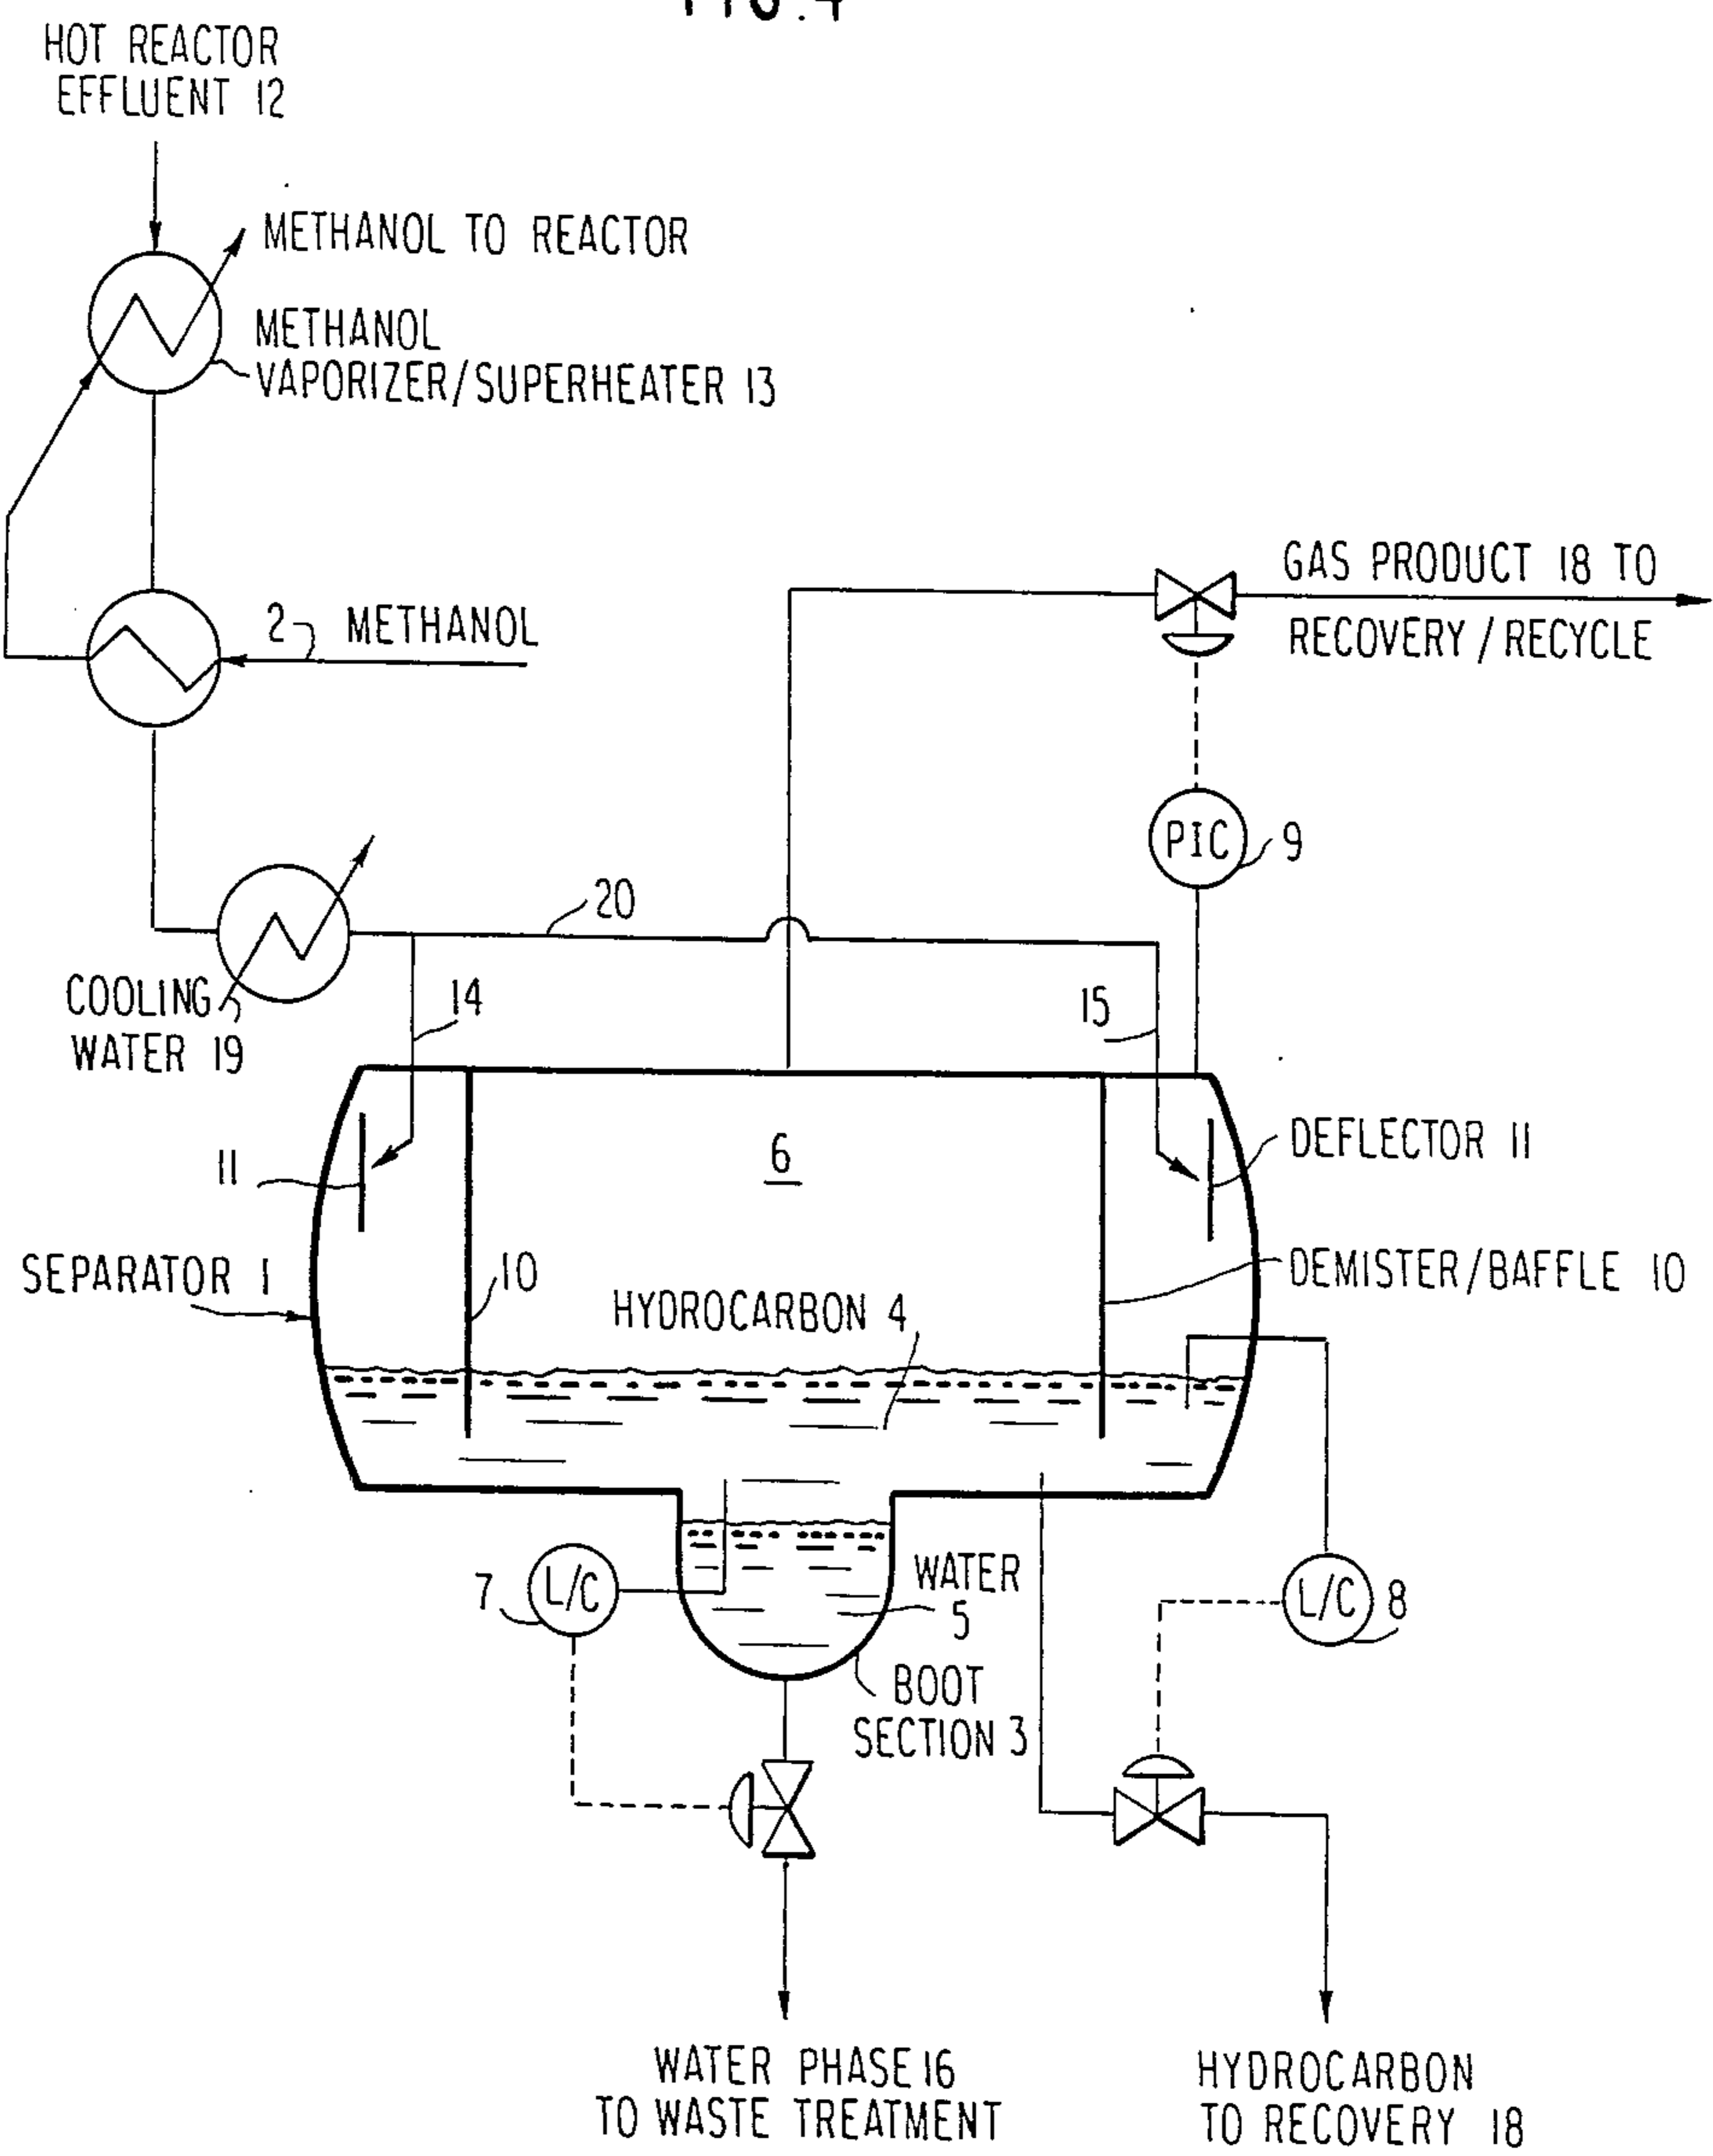 FIG.4
HOT REACTOR
EFFLUENT 12
METHANOL TO REACTOR
METHANOL
VAPORIZER/SUPERHEATER 13
2
METHANOL
GAS PRODUCT 18 TO
RECOVERY/RECYCLE
PIC
9
20
COOLING
WATER 19
14
15
11
6
DEFLECTOR 11
SEPARATOR 1
10
HYDROCARBON 4
DEMISTER/BAFFLE 10
7
L/C
WATER
5
L/C
8
BOOT
SECTION 3
WATER PHASE 16
TO WASTE TREATMENT
HYDROCARBON
TO RECOVERY 18